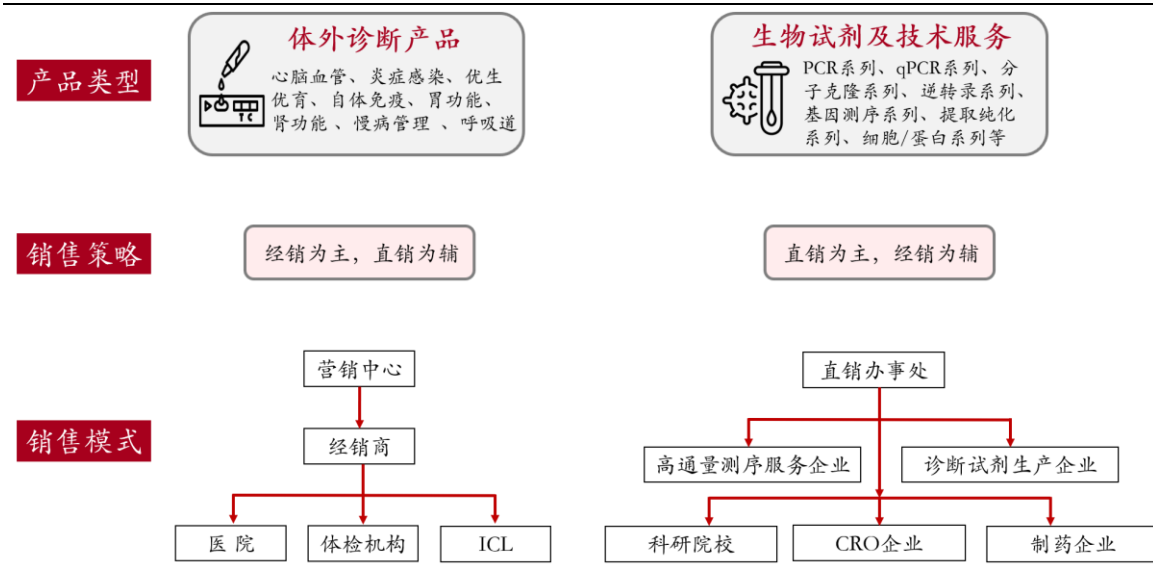 产品类型
体外诊断产品
心脑血管、炎症感染、优生
优育、自体免疫、胃功能、
肾功能 、慢病管理 、呼吸道
T C
生物试剂及技术服务
PCR系列、qPCR系列、分
子克隆系列、逆转录系列、
基因测序系列、提取纯化
系列、细胞/蛋白系列等
销售策略
经销为主，直销为辅
直销为主，经销为辅
销售模式
营销中心
经销商
医 院
体检机构
ICL
直销办事处
高通量测序服务企业
诊断试剂生产企业
科研院校
CRO企业
制药企业